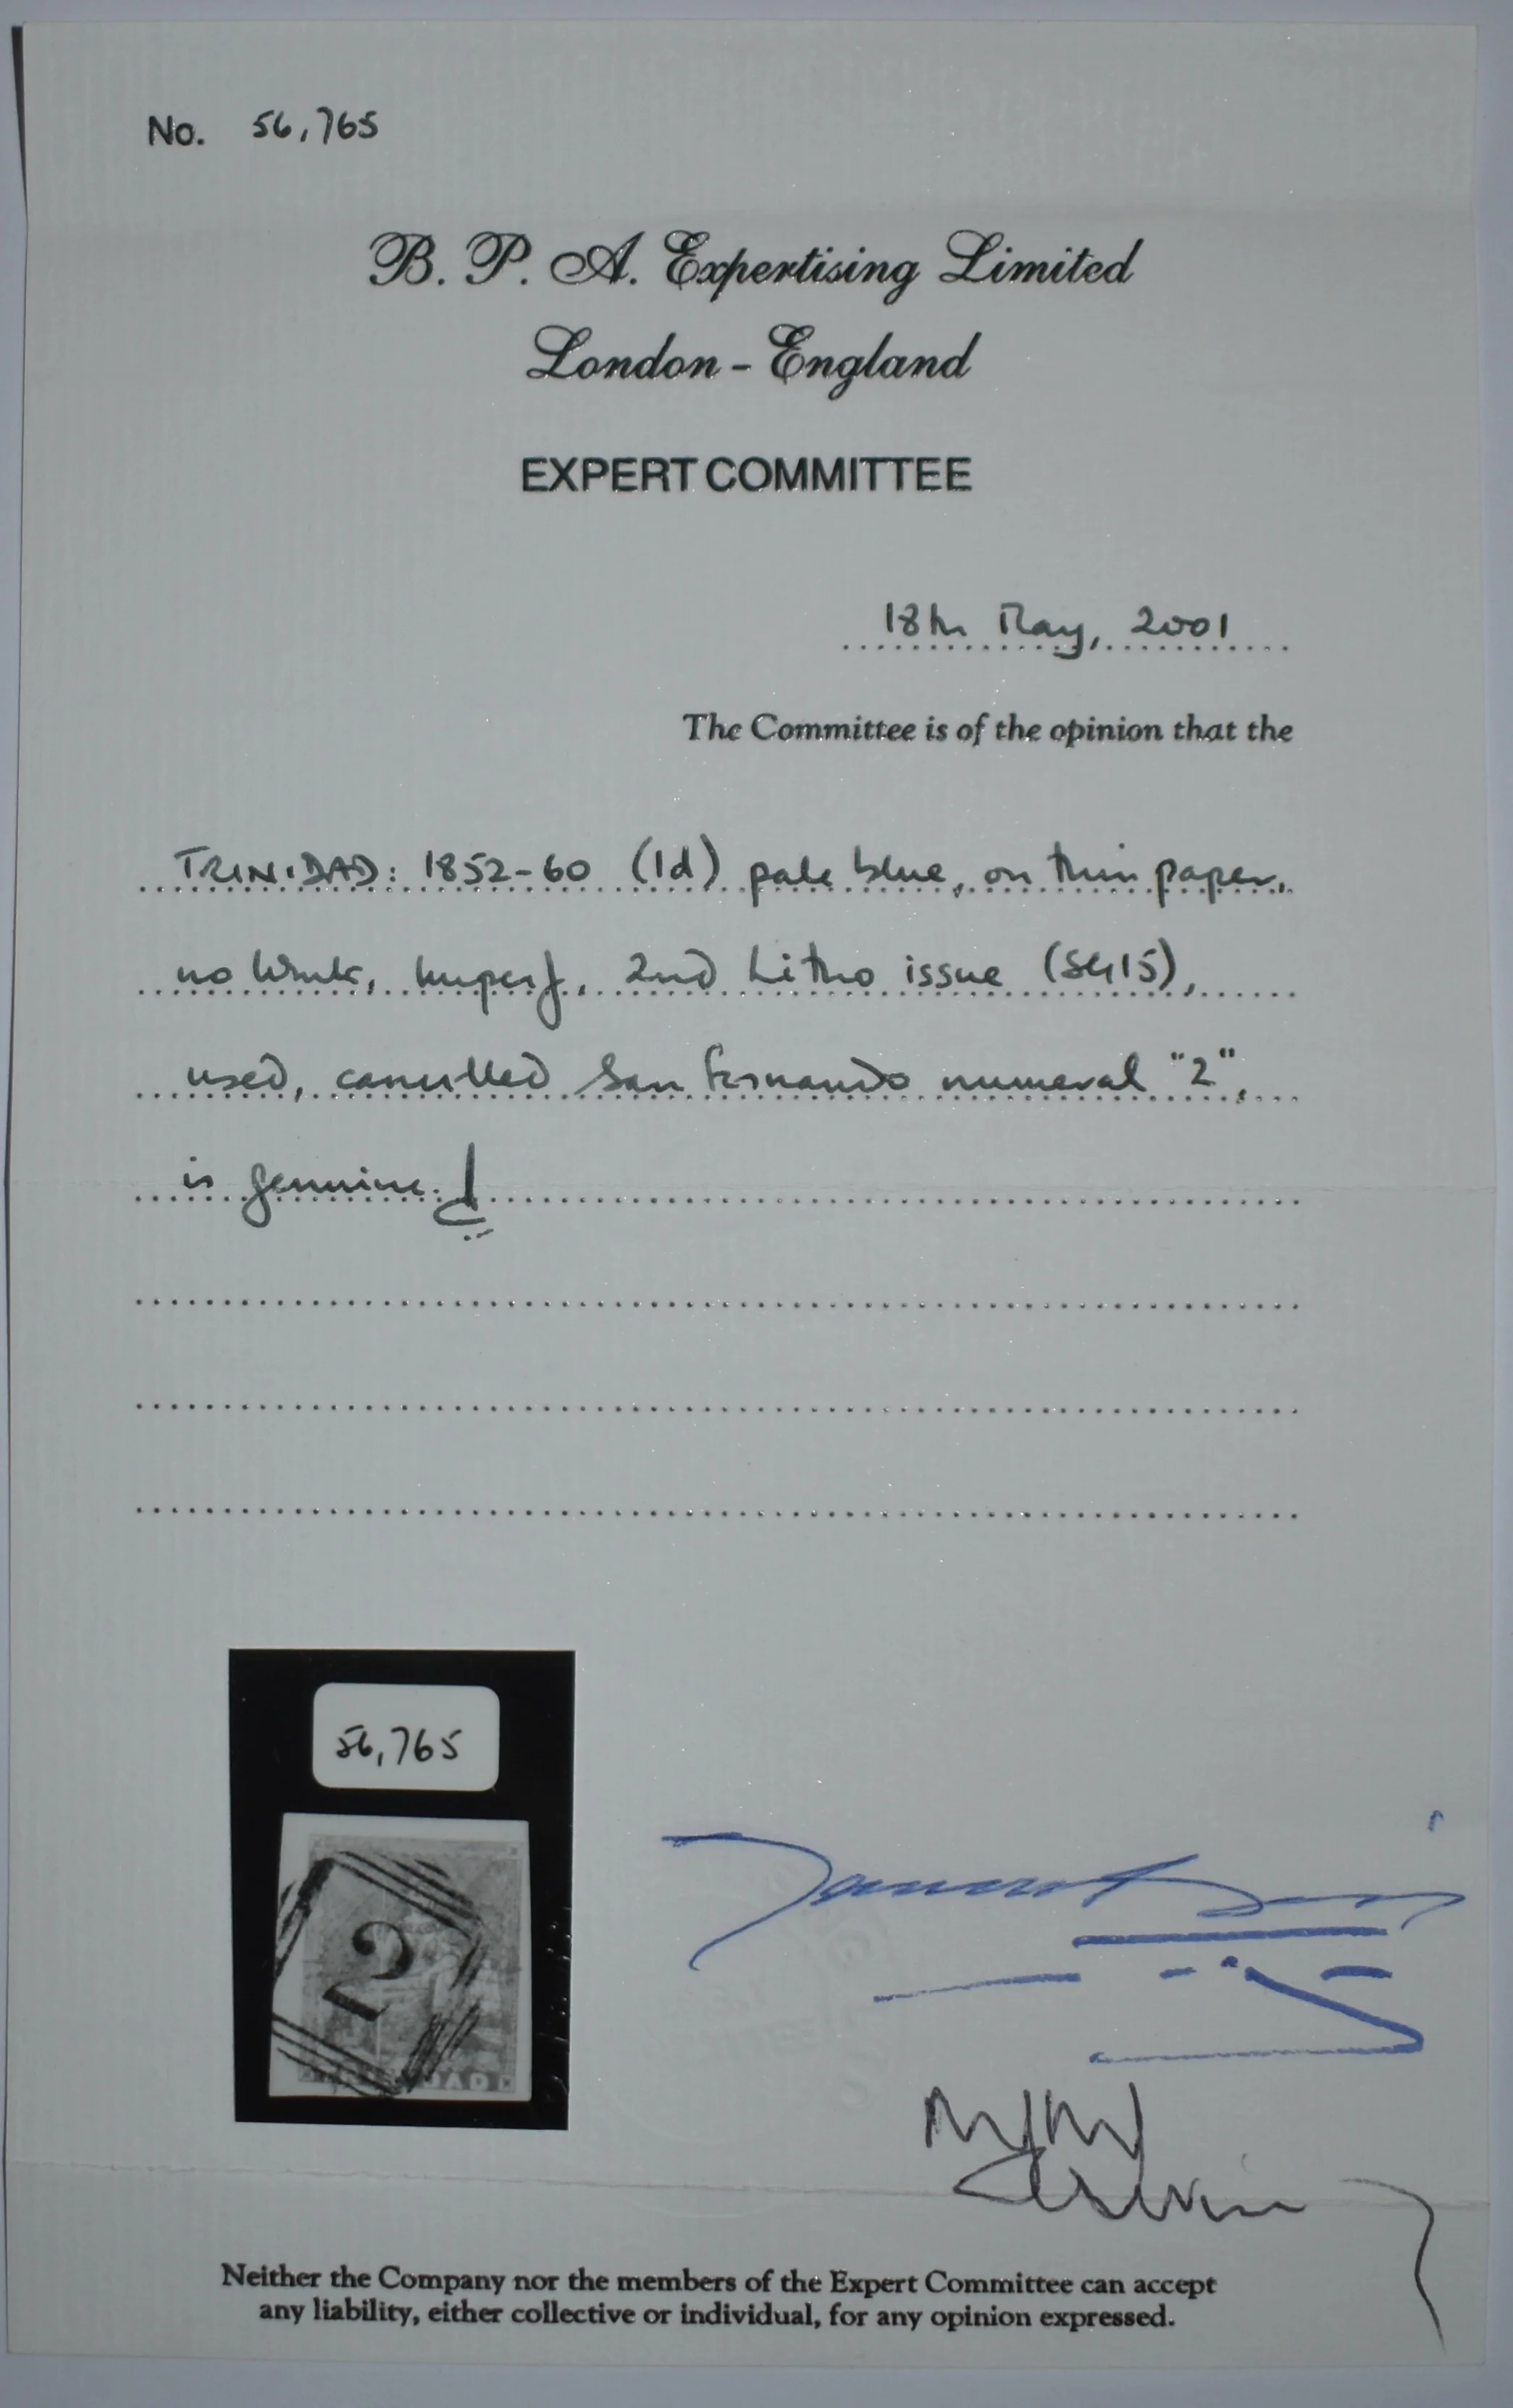 No. 56,765
B. P. A. Expertising Limited
London - England
EXPERT COMMITTEE
18th May, 2001
The Committee is of the opinion that the
TRINIDAD: 1852-60 (1d) pale blue, on thin paper,
no Wmk, imperf, 2nd Litho issue (SG15),
used, cancelled San Fernando numeral "2",
is genuine.
56,765
2
Neither the Company nor the members of the Expert Committee can accept
any liability, either collective or individual, for any opinion expressed.